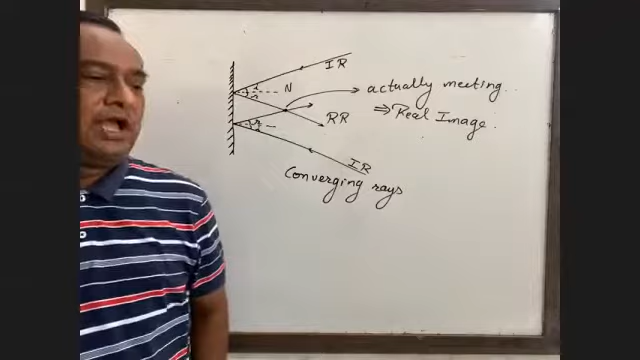 IR
N
actually meeting..
⇒ Real Image.
RR
IR
Converging rays